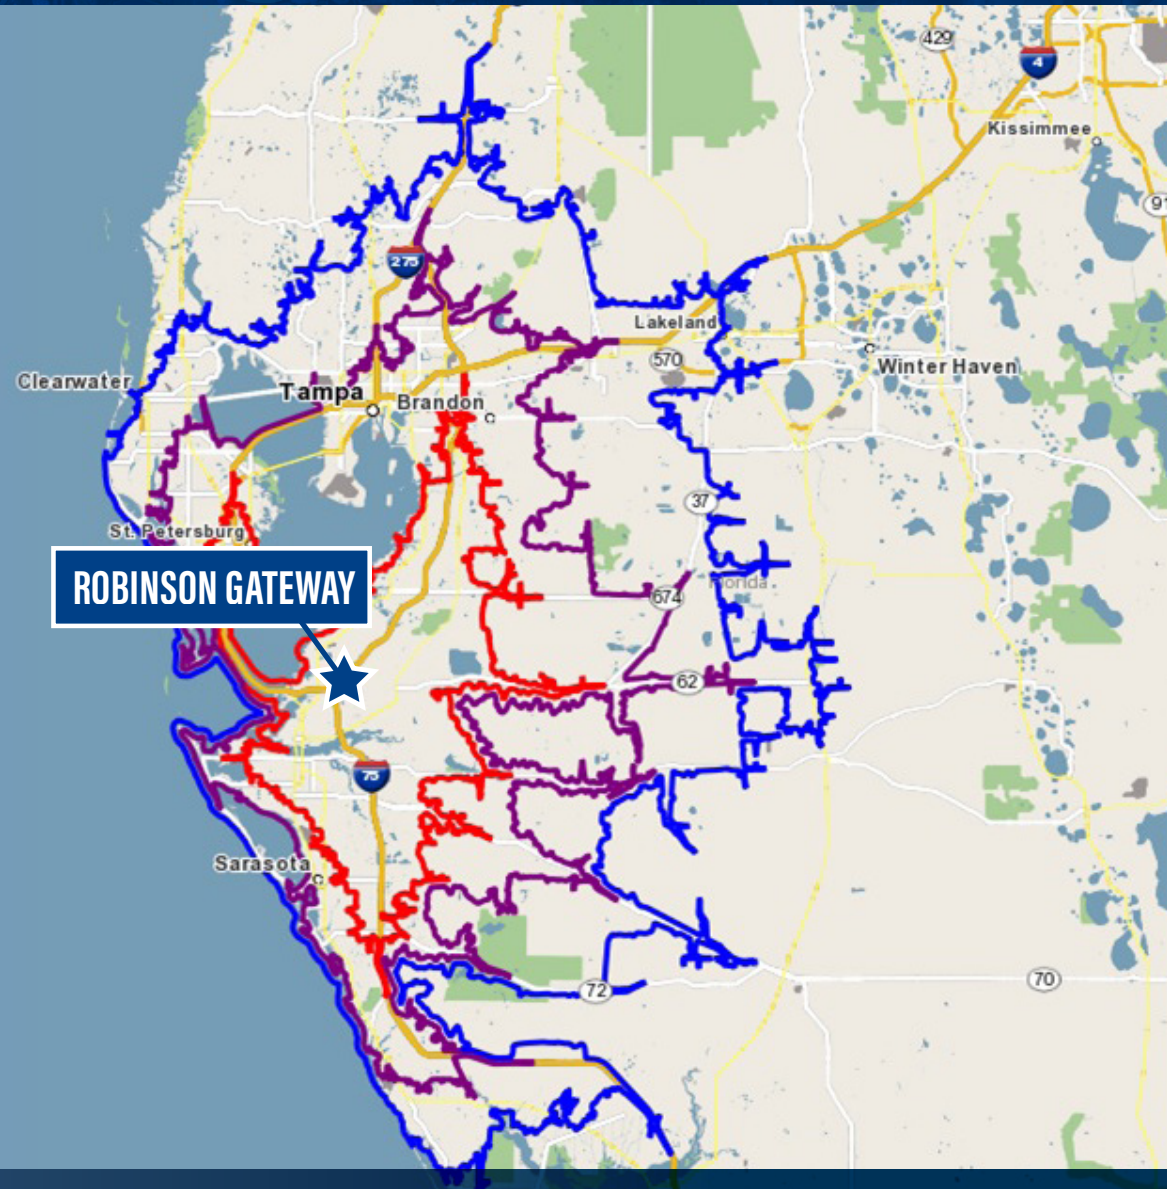 429
4
Kissimmee
91
275
Lakeland
570
Winter Haven
Clearwater
Tampa
Brandon
37
St. Petersburg
ROBINSON GATEWAY
Florida
674
62
75
Sarasota
72
70